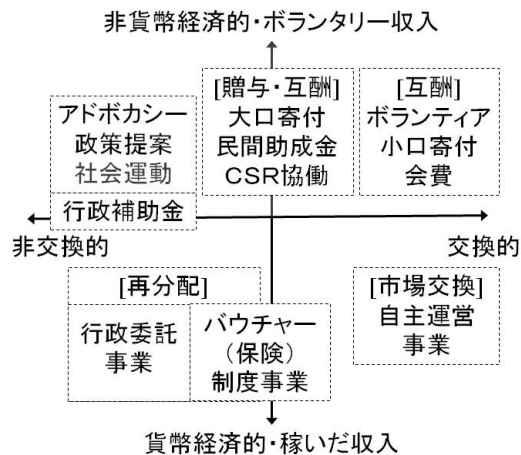 非貨幣経済的・ボランタリー収入
[贈与・互酬]
大口寄付
民間助成金
CSR協働
[互酬]
ボランティア
小口寄付
会費
アドボカシー
政策提案
社会運動
行政補助金
非交換的
交換的
[再分配]
行政委託
事業
バウチャー
(保険)
制度事業
[市場交換]
自主運営
事業
貨幣経済的・稼いだ収入